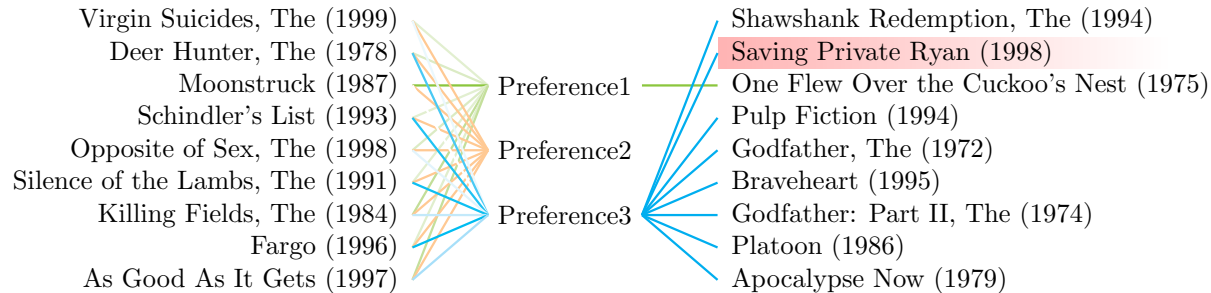 Virgin Suicides, The (1999)
Deer Hunter, The (1978)
Moonstruck (1987)
Schindler's List (1993)
Opposite of Sex, The (1998)
Silence of the Lambs, The (1991)
Killing Fields, The (1984)
Fargo (1996)
As Good As It Gets (1997)
Preference1
Preference2
Preference3
Shawshank Redemption, The (1994)
Saving Private Ryan (1998)
One Flew Over the Cuckoo's Nest (1975)
Pulp Fiction (1994)
Godfather, The (1972)
Braveheart (1995)
Godfather: Part II, The (1974)
Platoon (1986)
Apocalypse Now (1979)